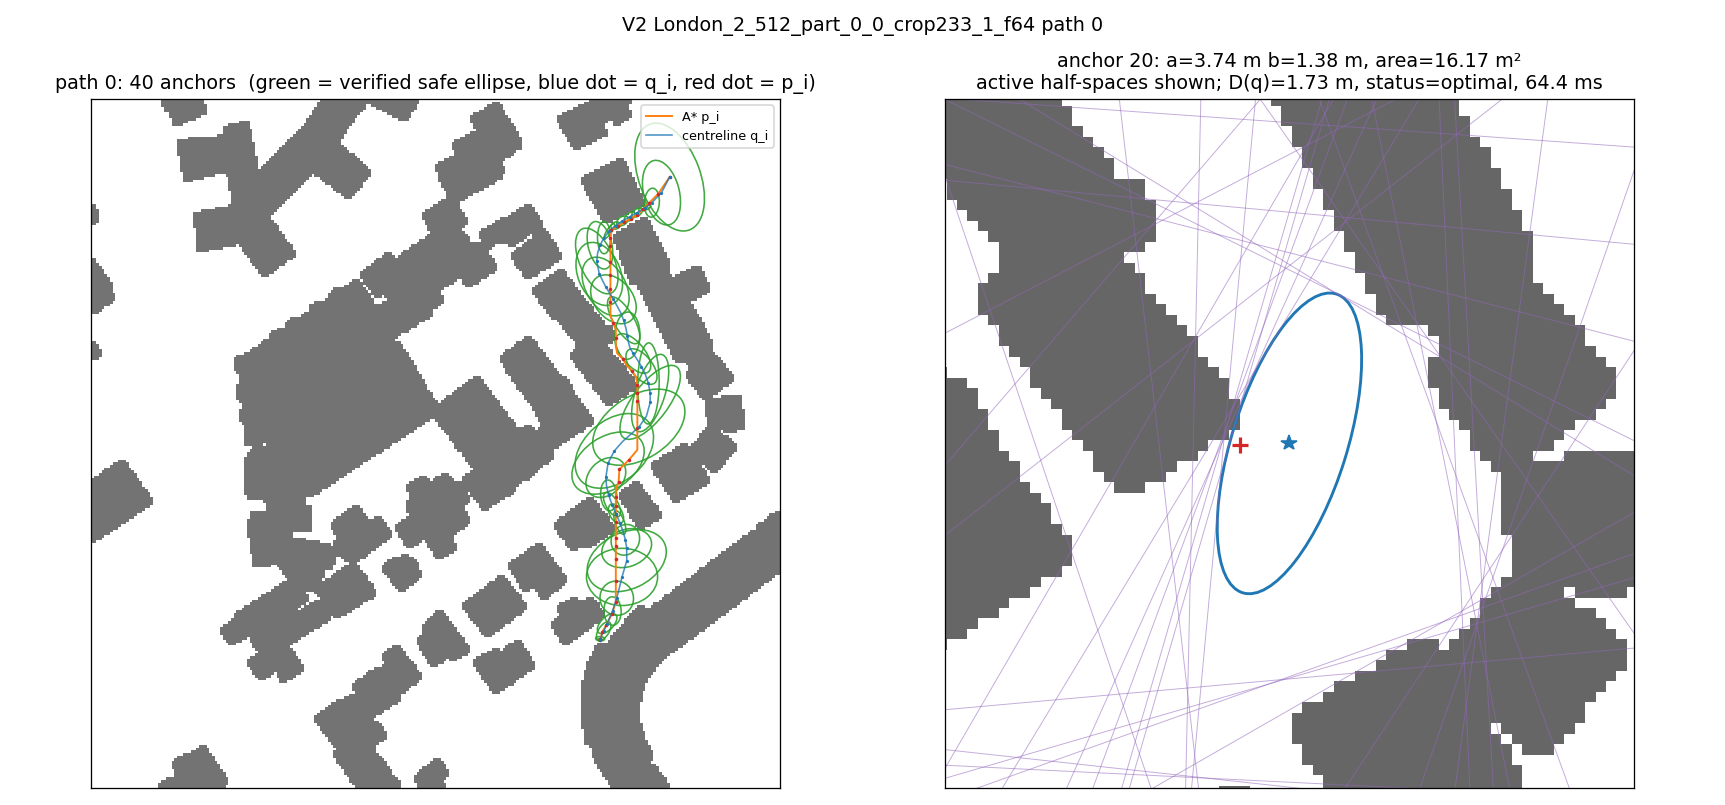 V2 London_2_512_part_0_0_crop233_1_f64 path 0
path 0: 40 anchors  (green = verified safe ellipse, blue dot = q_i, red dot = p_i)
A* p_i
centreline q_i
anchor 20: a=3.74 m b=1.38 m, area=16.17 m²
active half-spaces shown; D(q)=1.73 m, status=optimal, 64.4 ms